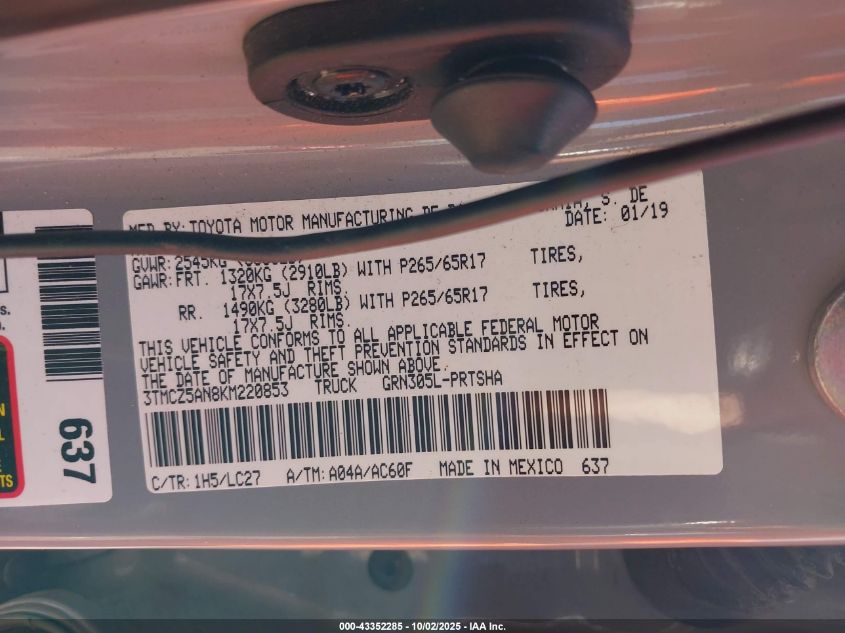 MFD BY: TOYOTA MOTOR MANUFACTURING DE S. DE
DATE: 01/19
GVWR: 2545KG
GAWR: FRT. 1320KG (2910LB) WITH P265/65R17 TIRES,
17X7.5J RIMS.
RR. 1490KG (3280LB) WITH P265/65R17 TIRES,
17X7.5J RIMS.
THIS VEHICLE CONFORMS TO ALL APPLICABLE FEDERAL MOTOR
VEHICLE SAFETY AND THEFT PREVENTION STANDARDS IN EFFECT ON
THE DATE OF MANUFACTURE SHOWN ABOVE.
3TMCZ5AN8KM220853 TRUCK GRN305L-PRTSHA
C/TR: 1H5/LC27 A/TM: A04A/AC60F MADE IN MEXICO 637
637
000-43352285 - 10/02/2025 - IAA Inc.